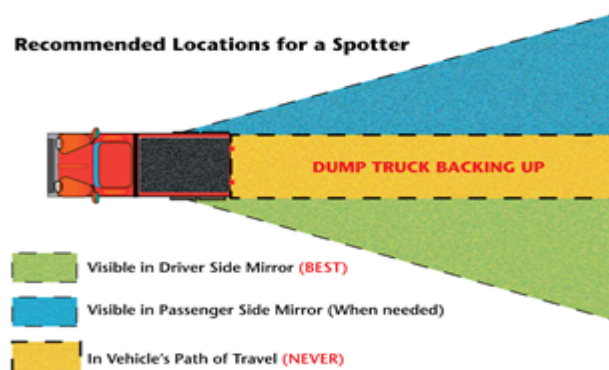 Recommended Locations for a Spotter
DUMP TRUCK BACKING UP
Visible in Driver Side Mirror (BEST)
Visible in Passenger Side Mirror (When needed)
In Vehicle's Path of Travel (NEVER)